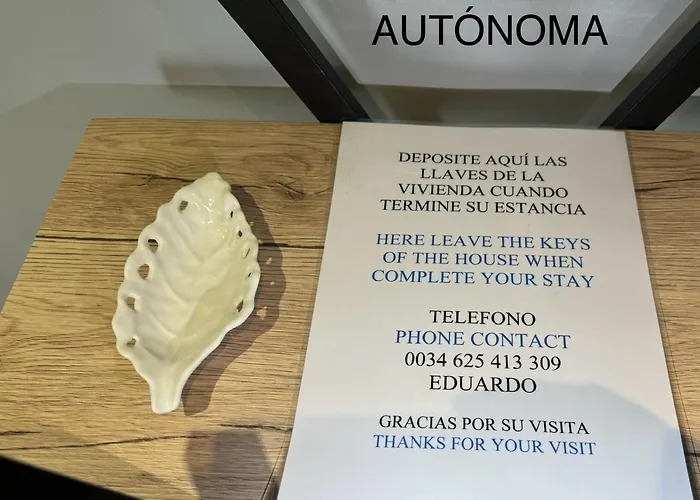 AUTÓNOMA
DEPOSITE AQUÍ LAS
LLAVES DE LA
VIVIENDA CUANDO
TERMINE SU ESTANCIA
HERE LEAVE THE KEYS
OF THE HOUSE WHEN
COMPLETE YOUR STAY
TELEFONO
PHONE CONTACT
0034 625 413 309
EDUARDO
GRACIAS POR SU VISITA
THANKS FOR YOUR VISIT